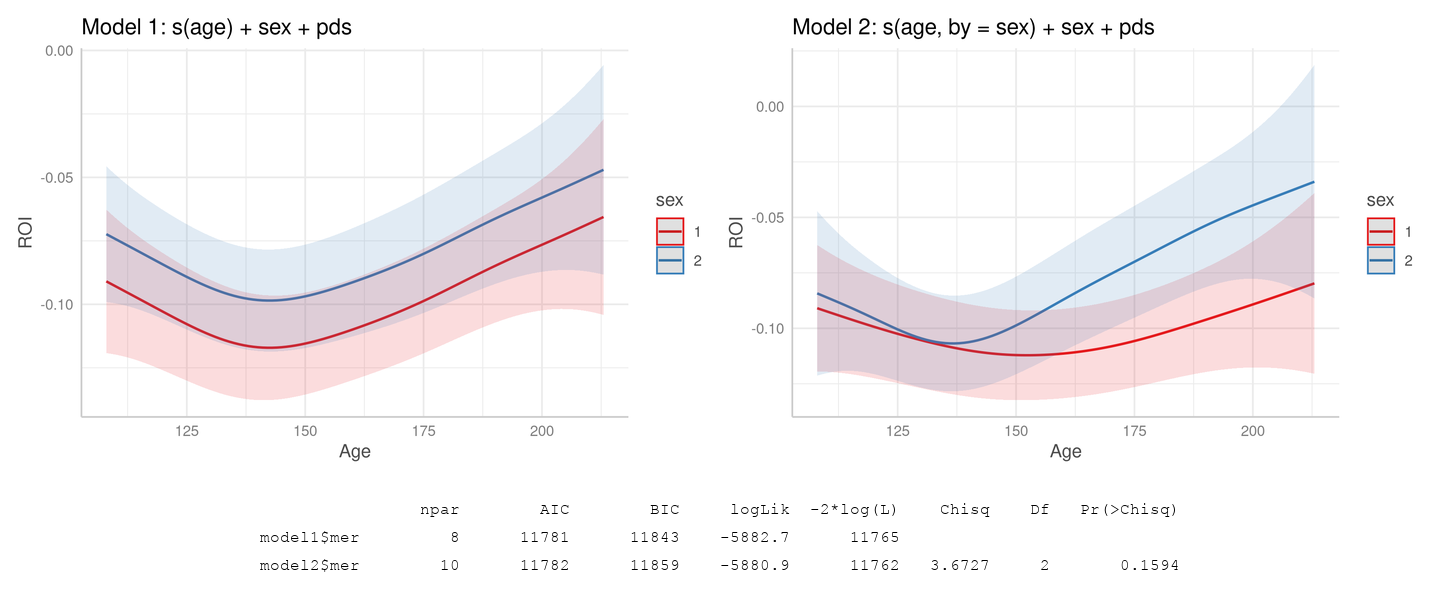 Model 1: s(age) + sex + pds
0.00
-0.05
-0.10
ROI
125 150 175 200
Age
sex
1
2
Model 2: s(age, by = sex) + sex + pds
0.00
-0.05
-0.10
ROI
125 150 175 200
Age
sex
1
2
npar AIC BIC logLik -2*log(L) Chisq Df Pr(>Chisq)
model1$mer 8 11781 11843 -5882.7 11765
model2$mer 10 11782 11859 -5880.9 11762 3.6727 2 0.1594